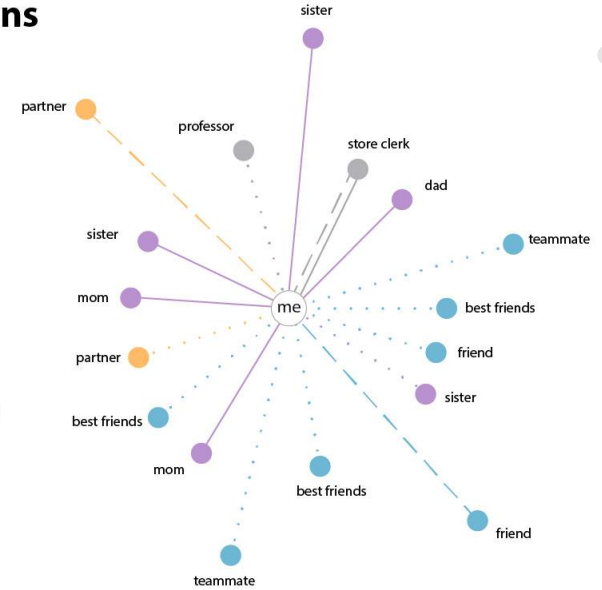 ns
sister
partner
professor
store clerk
dad
sister
teammate
mom
me
best friends
partner
friend
sister
best friends
mom
best friends
friend
teammate